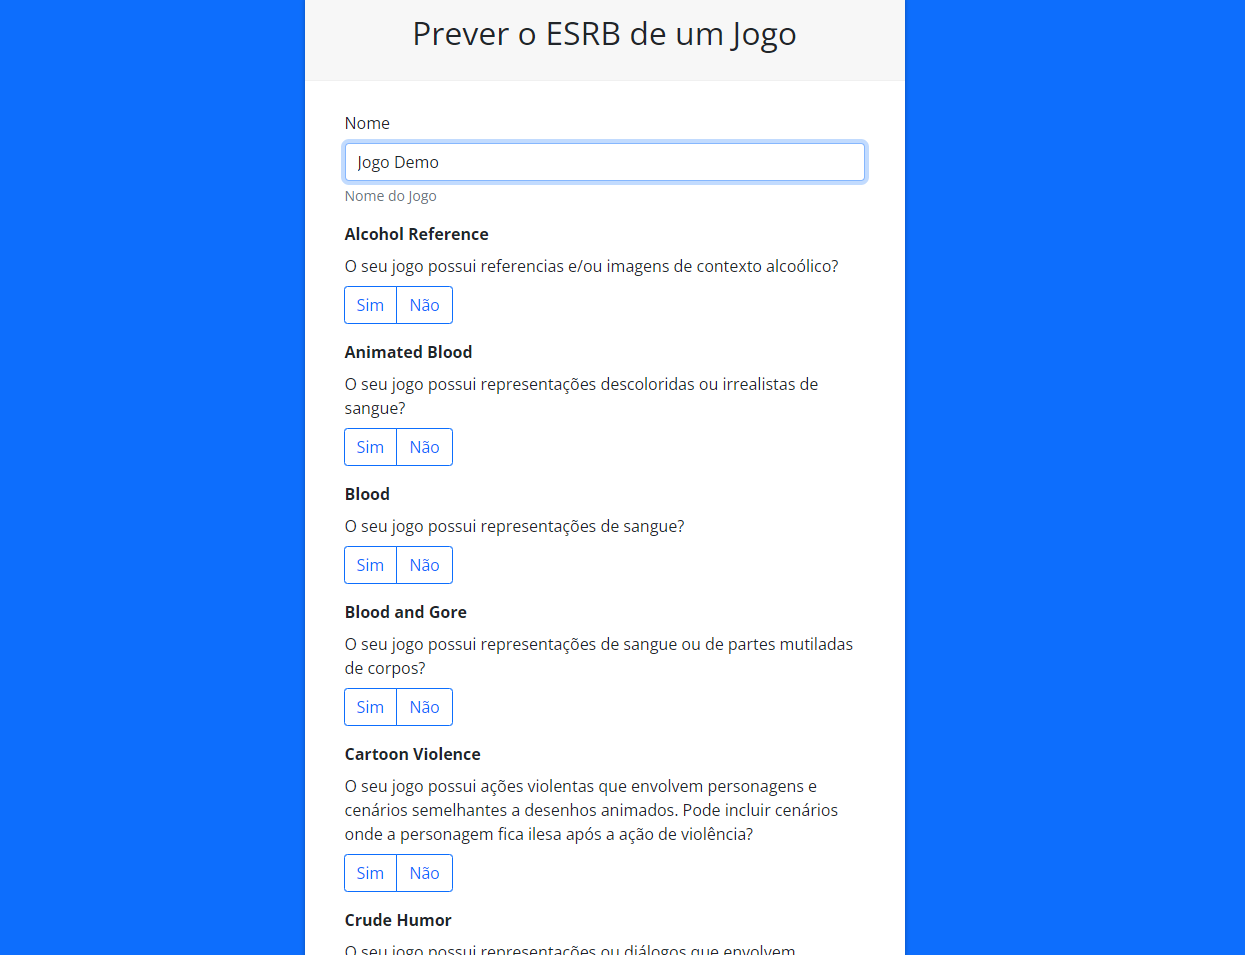 Prever o ESRB de um Jogo
Nome
Jogo Demo
Nome do Jogo
Alcohol Reference
O seu jogo possui referencias e/ou imagens de contexto alcoólico?
Sim Não
Animated Blood
O seu jogo possui representações descoloridas ou irrealistas de
sangue?
Sim Não
Blood
O seu jogo possui representações de sangue?
Sim Não
Blood and Gore
O seu jogo possui representações de sangue ou de partes mutiladas
de corpos?
Sim Não
Cartoon Violence
O seu jogo possui ações violentas que envolvem personagens e
cenários semelhantes a desenhos animados. Pode incluir cenários
onde a personagem fica ilesa após a ação de violência?
Sim Não
Crude Humor
O seu jogo possui representações ou diálogos que envolvem